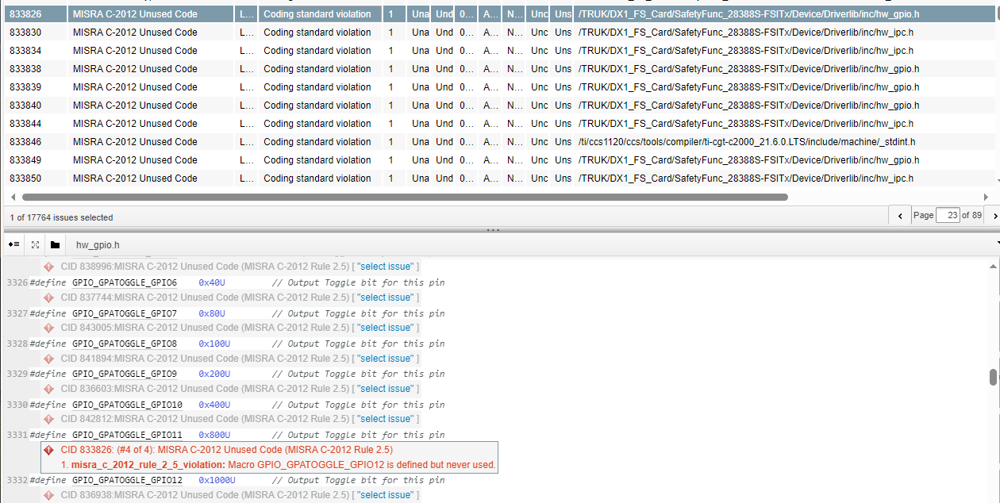 833826 MISRA C-2012 Unused Code L... Coding standard violation 1 Una Und 0... A... N... Unc Uns /TRUK/DX1_FS_Card/SafetyFunc_28388S-FSITx/Device/Driverlib/inc/hw_gpio.h
833830 MISRA C-2012 Unused Code L... Coding standard violation 1 Una Und 0... A... N... Unc Uns /TRUK/DX1_FS_Card/SafetyFunc_28388S-FSITx/Device/Driverlib/inc/hw_ipc.h
833834 MISRA C-2012 Unused Code L... Coding standard violation 1 Una Und 0... A... N... Unc Uns /TRUK/DX1_FS_Card/SafetyFunc_28388S-FSITx/Device/Driverlib/inc/hw_ipc.h
833838 MISRA C-2012 Unused Code L... Coding standard violation 1 Una Und 0... A... N... Unc Uns /TRUK/DX1_FS_Card/SafetyFunc_28388S-FSITx/Device/Driverlib/inc/hw_gpio.h
833839 MISRA C-2012 Unused Code L... Coding standard violation 1 Una Und 0... A... N... Unc Uns /TRUK/DX1_FS_Card/SafetyFunc_28388S-FSITx/Device/Driverlib/inc/hw_gpio.h
833840 MISRA C-2012 Unused Code L... Coding standard violation 1 Una Und 0... A... N... Unc Uns /TRUK/DX1_FS_Card/SafetyFunc_28388S-FSITx/Device/Driverlib/inc/hw_gpio.h
833844 MISRA C-2012 Unused Code L... Coding standard violation 1 Una Und 0... A... N... Unc Uns /TRUK/DX1_FS_Card/SafetyFunc_28388S-FSITx/Device/Driverlib/inc/hw_ipc.h
833846 MISRA C-2012 Unused Code L... Coding standard violation 1 Una Und 0... A... N... Unc Uns /ti/ccs1120/ccs/tools/compiler/ti-cgt-c2000_21.6.0.LTS/include/machine/_stdint.h
833849 MISRA C-2012 Unused Code L... Coding standard violation 1 Una Und 0... A... N... Unc Uns /TRUK/DX1_FS_Card/SafetyFunc_28388S-FSITx/Device/Driverlib/inc/hw_gpio.h
833850 MISRA C-2012 Unused Code L... Coding standard violation 1 Una Und 0... A... N... Unc Uns /TRUK/DX1_FS_Card/SafetyFunc_28388S-FSITx/Device/Driverlib/inc/hw_ipc.h
1 of 17764 issues selected Page 23 of 89
hw_gpio.h
CID 838996:MISRA C-2012 Unused Code (MISRA C-2012 Rule 2.5) [ "select issue" ]
3326 #define GPIO_GPATOGGLE_GPIO6 0x40U // Output Toggle bit for this pin
CID 837744:MISRA C-2012 Unused Code (MISRA C-2012 Rule 2.5) [ "select issue" ]
3327 #define GPIO_GPATOGGLE_GPIO7 0x80U // Output Toggle bit for this pin
CID 843005:MISRA C-2012 Unused Code (MISRA C-2012 Rule 2.5) [ "select issue" ]
3328 #define GPIO_GPATOGGLE_GPIO8 0x100U // Output Toggle bit for this pin
CID 841894:MISRA C-2012 Unused Code (MISRA C-2012 Rule 2.5) [ "select issue" ]
3329 #define GPIO_GPATOGGLE_GPIO9 0x200U // Output Toggle bit for this pin
CID 836603:MISRA C-2012 Unused Code (MISRA C-2012 Rule 2.5) [ "select issue" ]
3330 #define GPIO_GPATOGGLE_GPIO10 0x400U // Output Toggle bit for this pin
CID 842812:MISRA C-2012 Unused Code (MISRA C-2012 Rule 2.5) [ "select issue" ]
3331 #define GPIO_GPATOGGLE_GPIO11 0x800U // Output Toggle bit for this pin
CID 833826: (#4 of 4): MISRA C-2012 Unused Code (MISRA C-2012 Rule 2.5)
1. misra_c_2012_rule_2_5_violation: Macro GPIO_GPATOGGLE_GPIO12 is defined but never used.
3332 #define GPIO_GPATOGGLE_GPIO12 0x1000U // Output Toggle bit for this pin
CID 836938:MISRA C-2012 Unused Code (MISRA C-2012 Rule 2.5) [ "select issue" ]